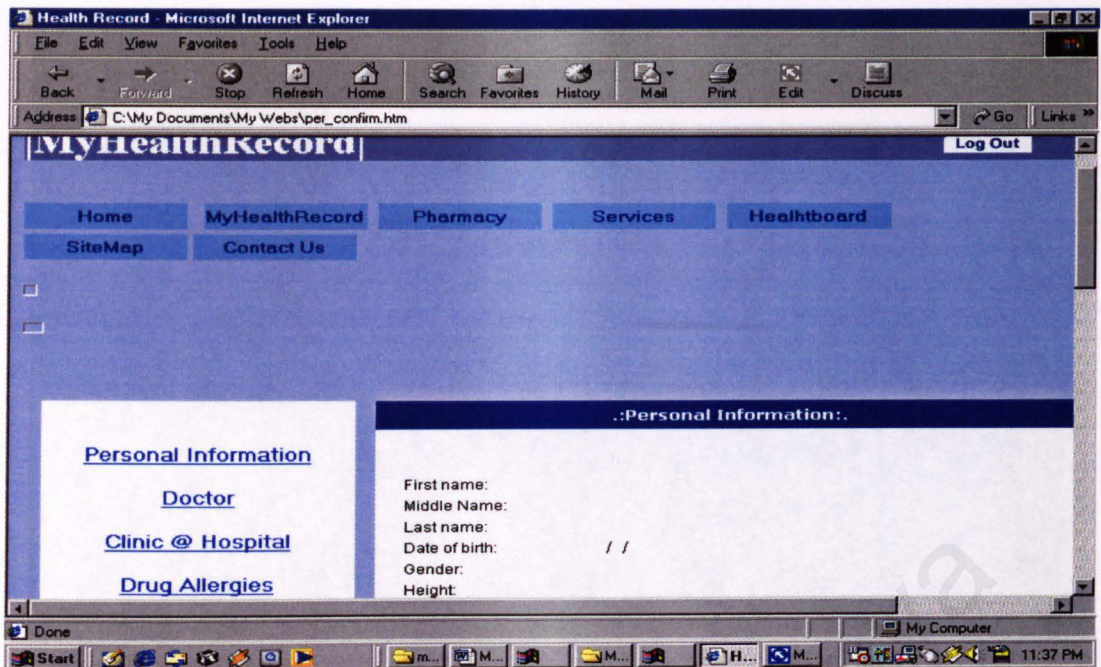 Health Record - Microsoft Internet Explorer
File Edit View Favorites Tools Help
Back Forward Stop Refresh Home Search Favorites History Mail Print Edit Discuss
Address C:\My Documents\My Webs\per_confirm.htm Go Links »
|MyHealthRecord| Log Out
Home MyHealthRecord Pharmacy Services Healhtboard
SiteMap Contact Us
.:Personal Information:.
Personal Information
Doctor
Clinic @ Hospital
Drug Allergies
First name:
Middle Name:
Last name:
Date of birth: / /
Gender:
Height:
Done My Computer
Start m... M... M... H... M... 11:37 PM